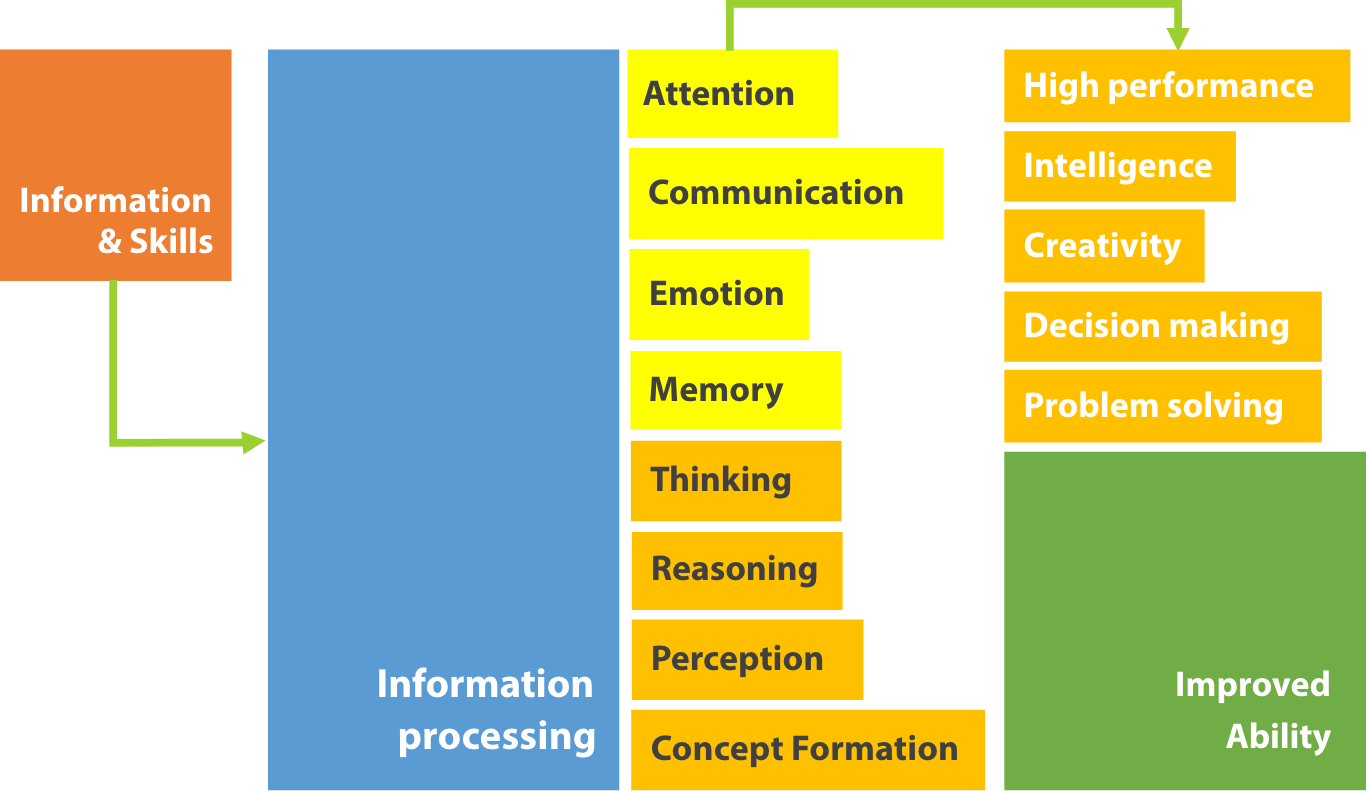 Information
& Skills
Information
processing
Attention
Communication
Emotion
Memory
Thinking
Reasoning
Perception
Concept Formation
High performance
Intelligence
Creativity
Decision making
Problem solving
Improved
Ability